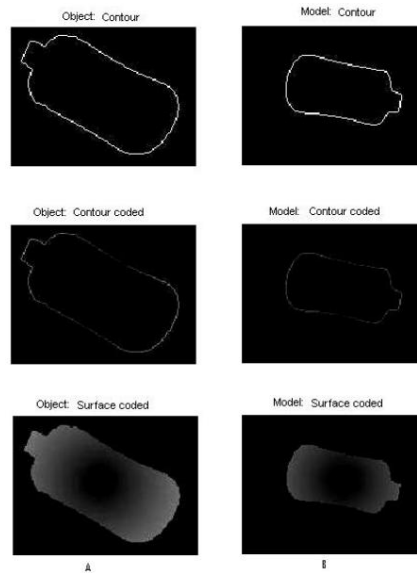 Object: Contour
Model: Contour
Object: Contour coded
Model: Contour coded
Object: Surface coded
Model: Surface coded
A
B